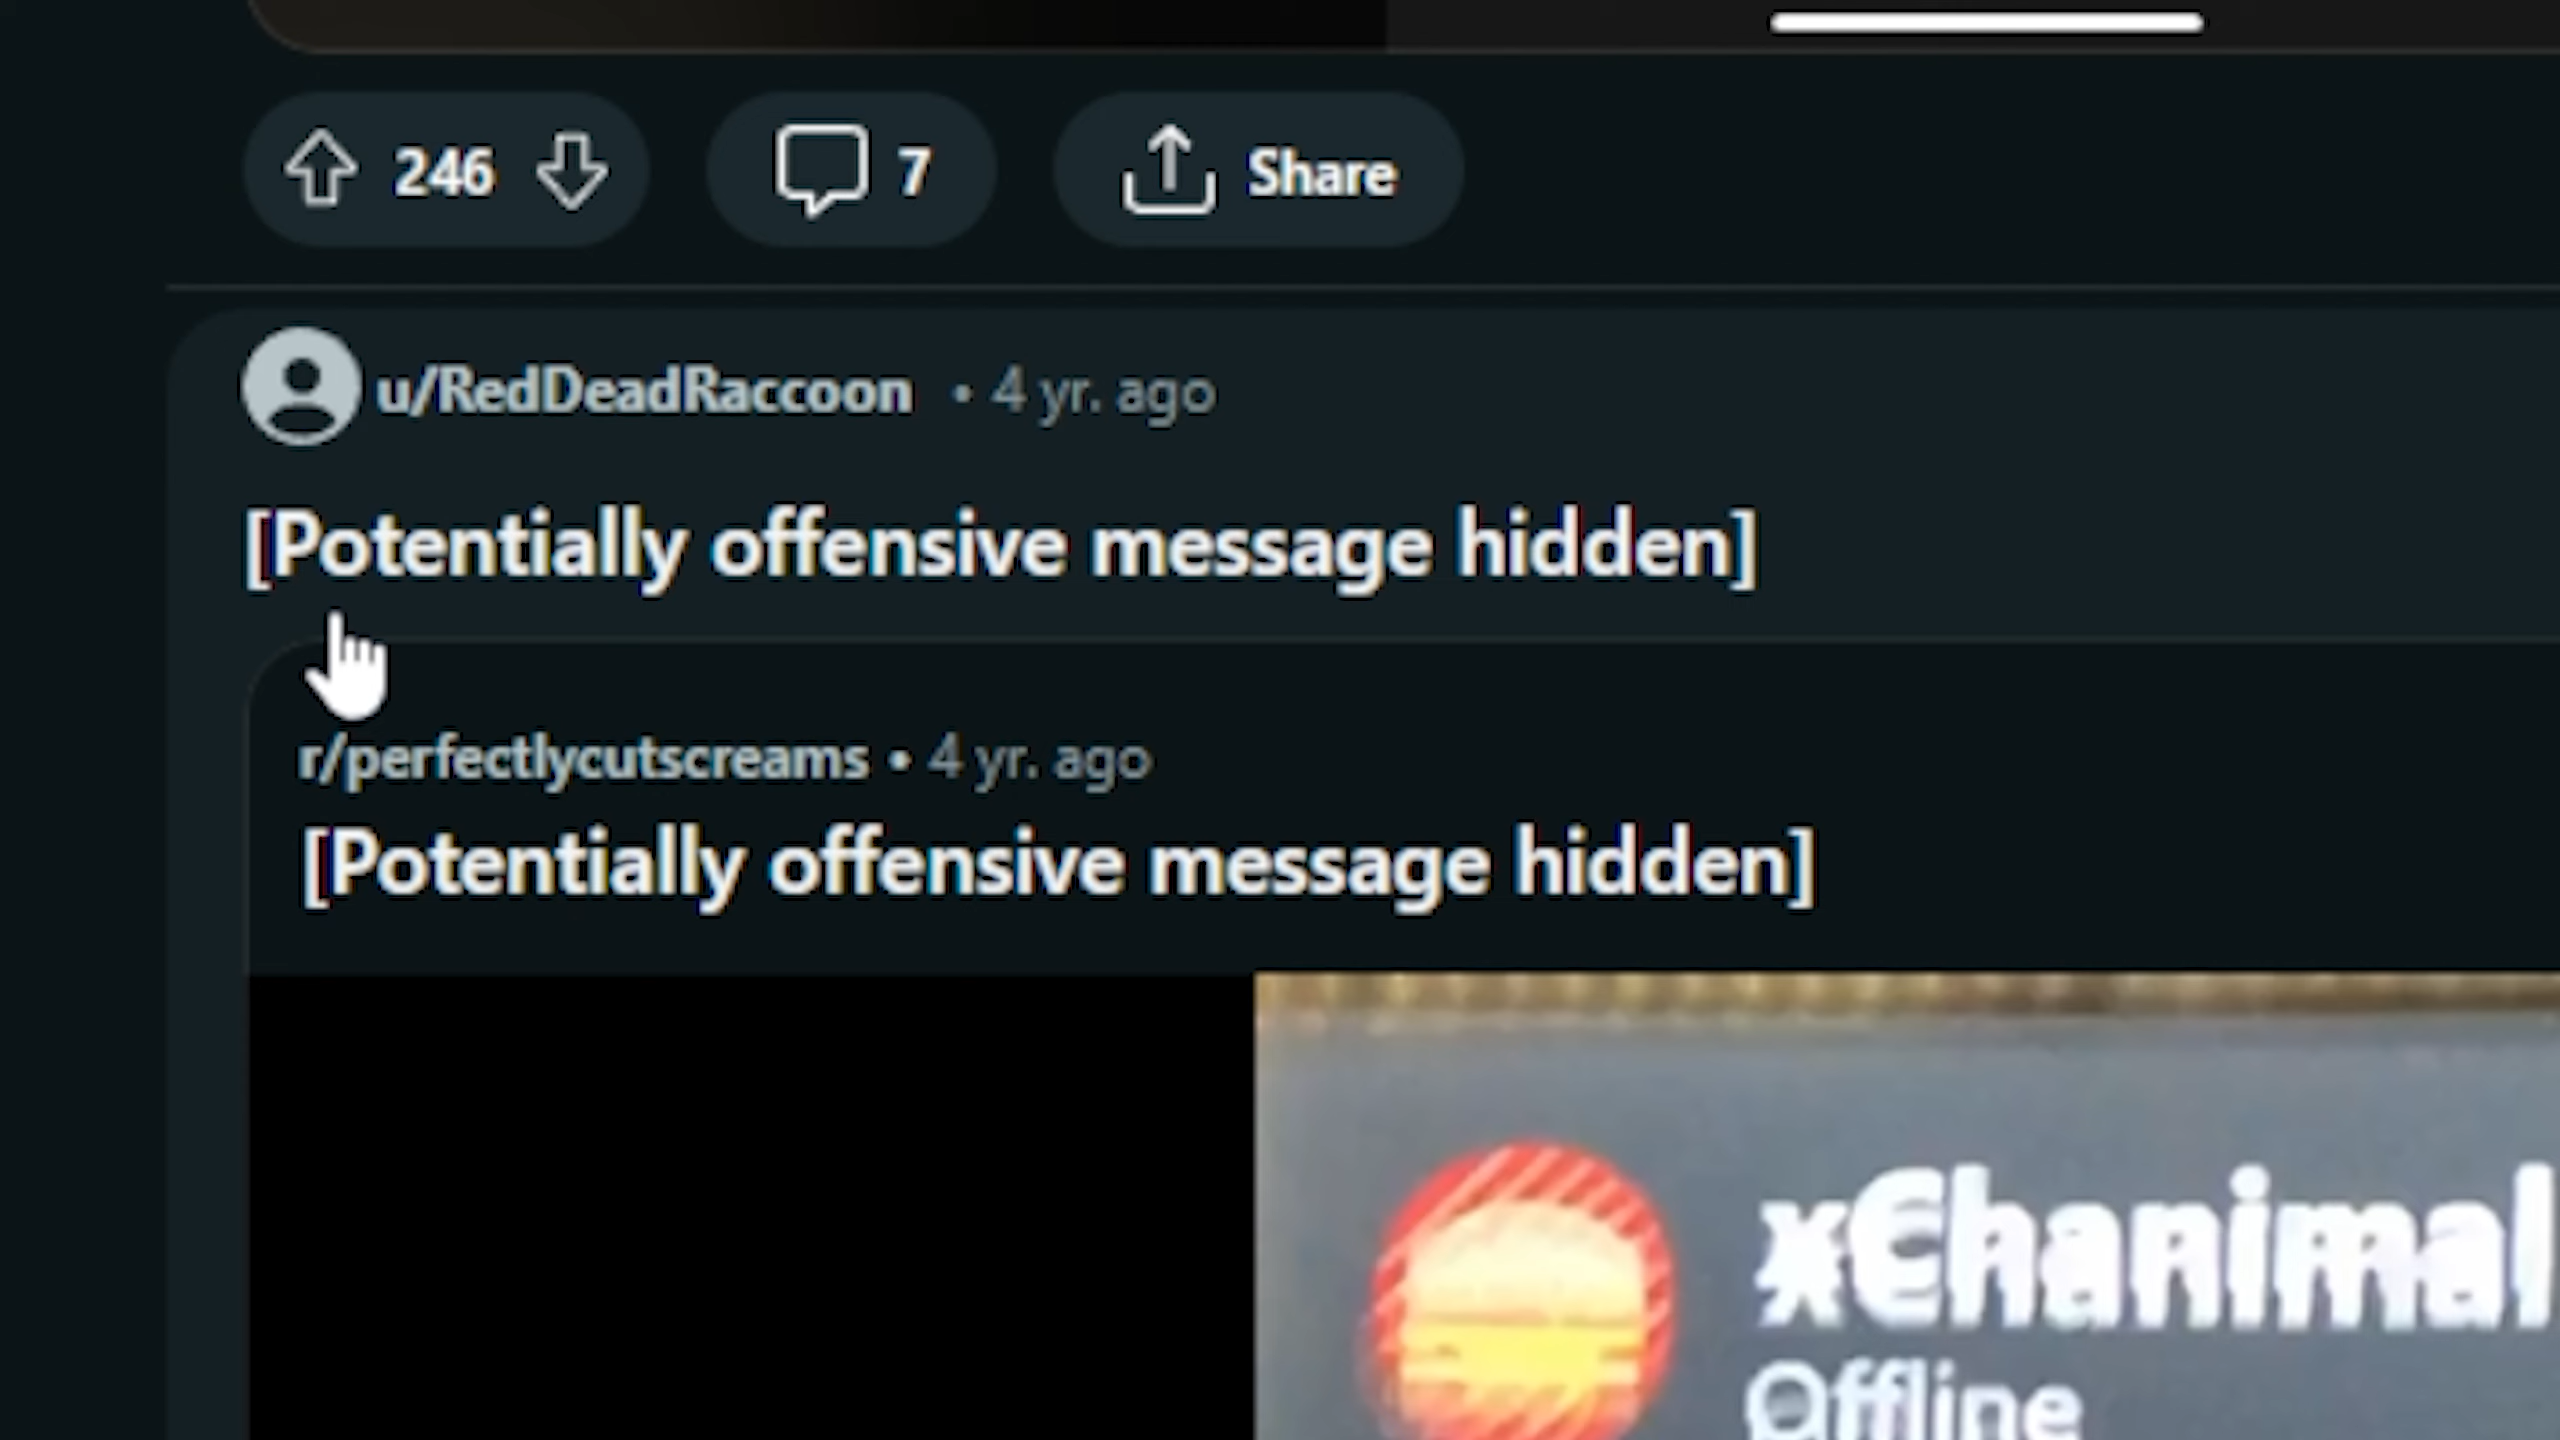 246
7
Share
u/RedDeadRaccoon • 4 yr. ago
[Potentially offensive message hidden]
r/perfectlycutscreams • 4 yr. ago
[Potentially offensive message hidden]
xChanimal
Offline